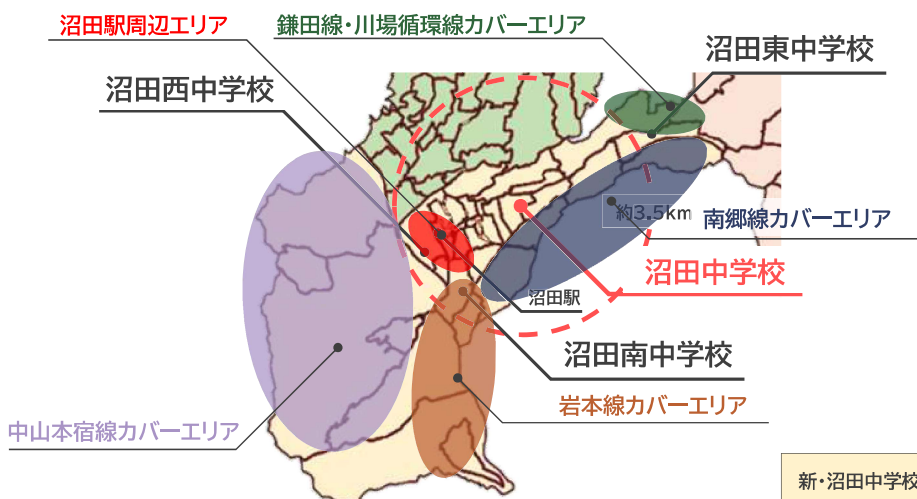 沼田駅周辺エリア
鎌田線・川場循環線カバーエリア
沼田東中学校
沼田西中学校
約3.5km
南郷線カバーエリア
沼田中学校
沼田駅
沼田南中学校
岩本線カバーエリア
中山本宿線カバーエリア
新・沼田中学校